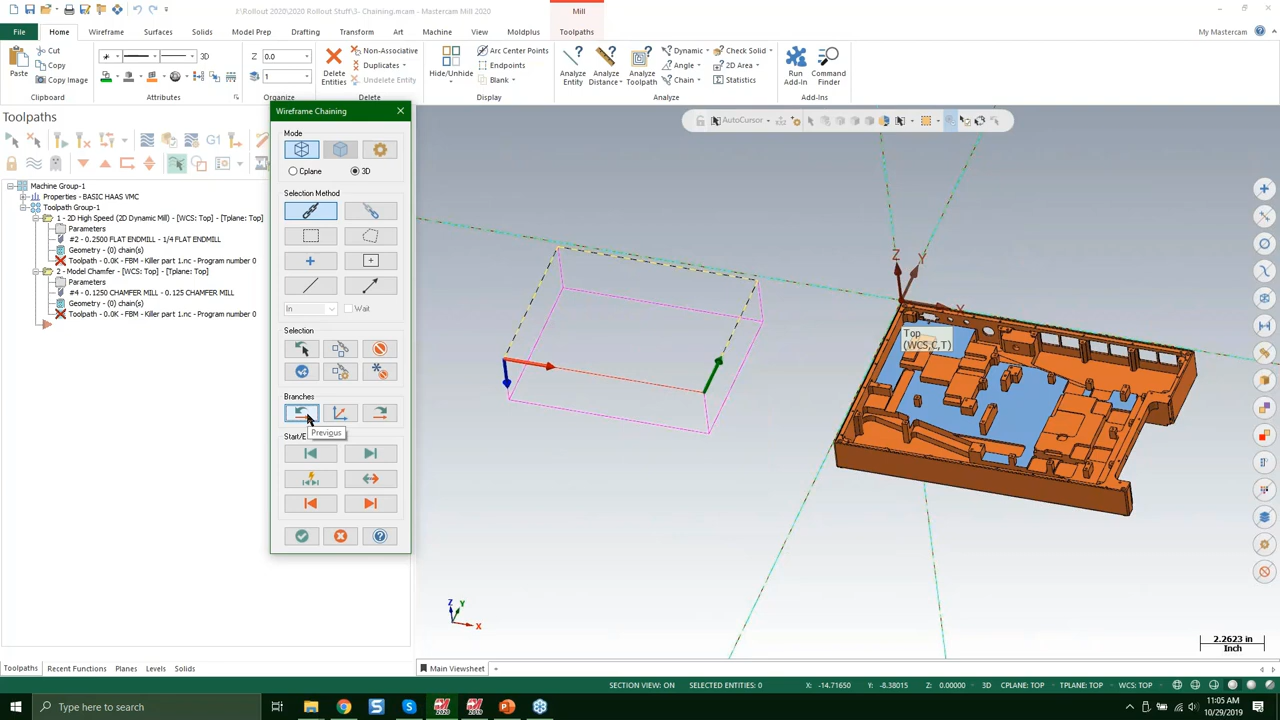 I:\Rollout 2020\2020 Rollout Stuff\3- Chaining.mcam - Mastercam Mill 2020
Mill
File
Home
Wireframe
Surfaces
Solids
Model Prep
Drafting
Transform
Art
Machine
View
Moldplus
Toolpaths
My Mastercam
Paste
Cut
Copy
Copy Image
Clipboard
3D
Attributes
Z
0.0
1
Organize
Delete Entities
Non-Associative
Duplicates
Undelete Entity
Delete
Hide/Unhide
Arc Center Points
Endpoints
Blank
Display
Analyze Entity
Analyze Distance
Analyze Toolpath
Dynamic
Angle
Chain
Check Solid
2D Area
Statistics
Analyze
Run Add-In
Command Finder
Add-Ins
Toolpaths
G1
Machine Group-1
Properties - BASIC HAAS VMC
Toolpath Group-1
1 - 2D High Speed (2D Dynamic Mill) - [WCS: Top] - [Tplane: Top]
Parameters
#2 - 0.2500 FLAT ENDMILL - 1/4 FLAT ENDMILL
Geometry - (0) chain(s)
Toolpath - 0.0K - FBM - Killer part 1.nc - Program number 0
2 - Model Chamfer - [WCS: Top] - [Tplane: Top]
Parameters
#4 - 0.1250 CHAMFER MILL - 0.125 CHAMFER MILL
Geometry - (0) chain(s)
Toolpath - 0.0K - FBM - Killer part 1.nc - Program number 0
Wireframe Chaining
Mode
Cplane
3D
Selection Method
In
Wait
Selection
Branches
Previous
Start/E
AutoCursor
Z
Y
X
Top
(WCS,C,T)
Z
Y
X
2.2623 in
Inch
Toolpaths
Recent Functions
Planes
Levels
Solids
Main Viewsheet
SECTION VIEW: ON
SELECTED ENTITIES: 0
X: -14.71650
Y: -8.38015
Z: 0.00000
3D
CPLANE: TOP
TPLANE: TOP
WCS: TOP
Type here to search
11:05 AM
10/29/2019